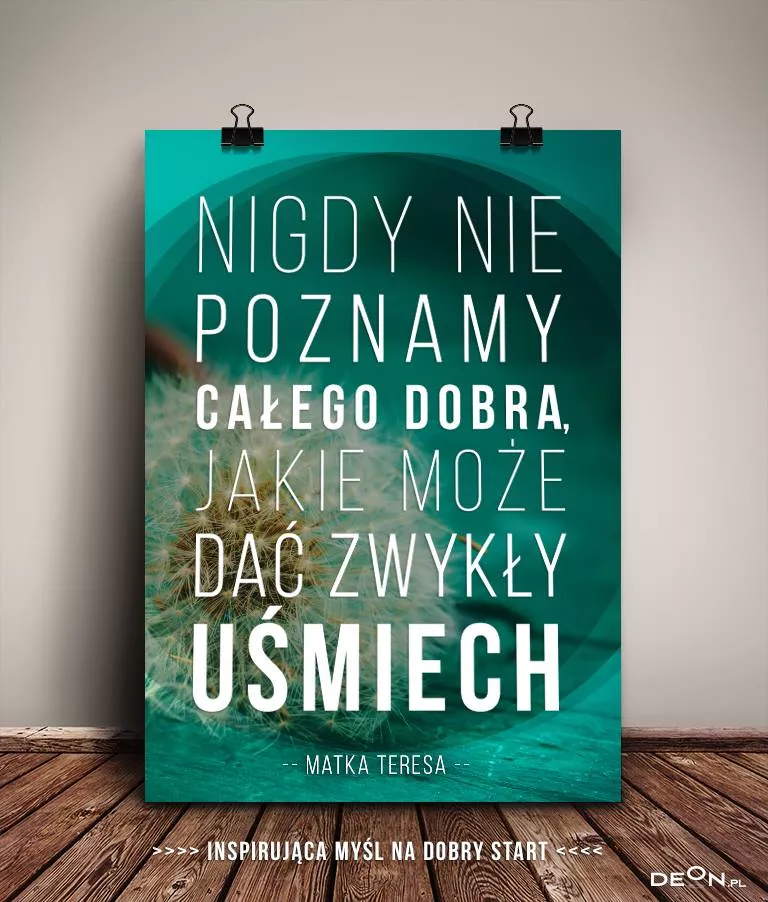 NIGDY NIE
POZNAMY
CAŁEGO DOBRA,
JAKIE MOŻE
DAĆ ZWYKŁY
UŚMIECH
-- MATKA TERESA --
>>>> INSPIRUJĄCA MYŚL NA DOBRY START <<<<
DEON.PL